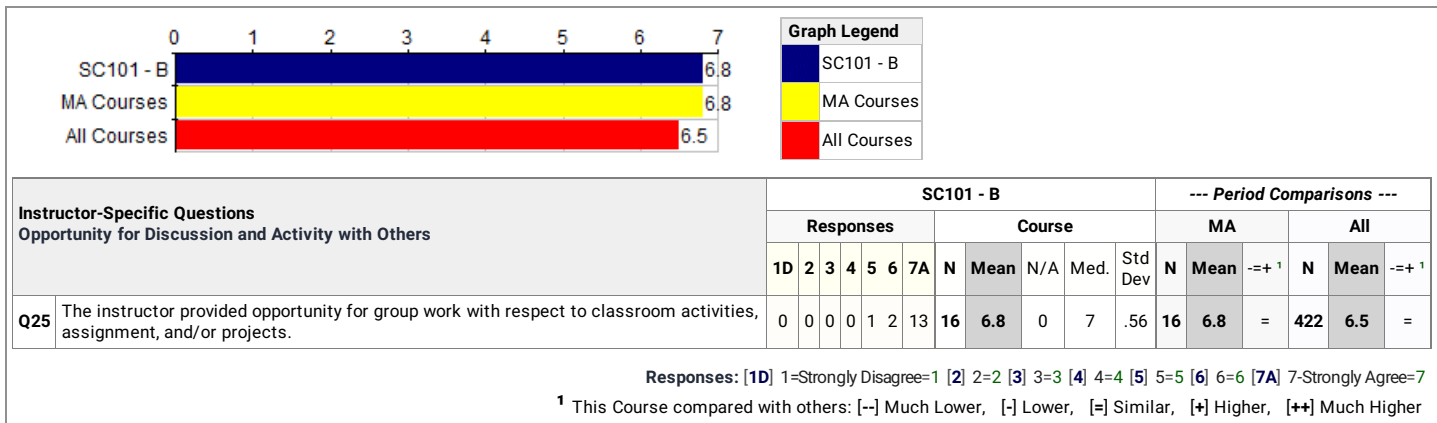 0 1 2 3 4 5 6 7
SC101 - B 6.8
MA Courses 6.8
All Courses 6.5
Graph Legend
SC101 - B
MA Courses
All Courses
Instructor-Specific Questions
Opportunity for Discussion and Activity with Others
SC101 - B --- Period Comparisons ---
Responses Course MA All
1D 2 3 4 5 6 7A N Mean N/A Med. Std Dev N Mean -=+ ¹ N Mean -=+ ¹
Q25 The instructor provided opportunity for group work with respect to classroom activities,
assignment, and/or projects.
0 0 0 0 1 2 13 16 6.8 0 7 .56 16 6.8 = 422 6.5 =
Responses: [1D] 1=Strongly Disagree=1 [2] 2=2 [3] 3=3 [4] 4=4 [5] 5=5 [6] 6=6 [7A] 7-Strongly Agree=7
¹ This Course compared with others: [--] Much Lower, [-] Lower, [=] Similar, [+] Higher, [++] Much Higher